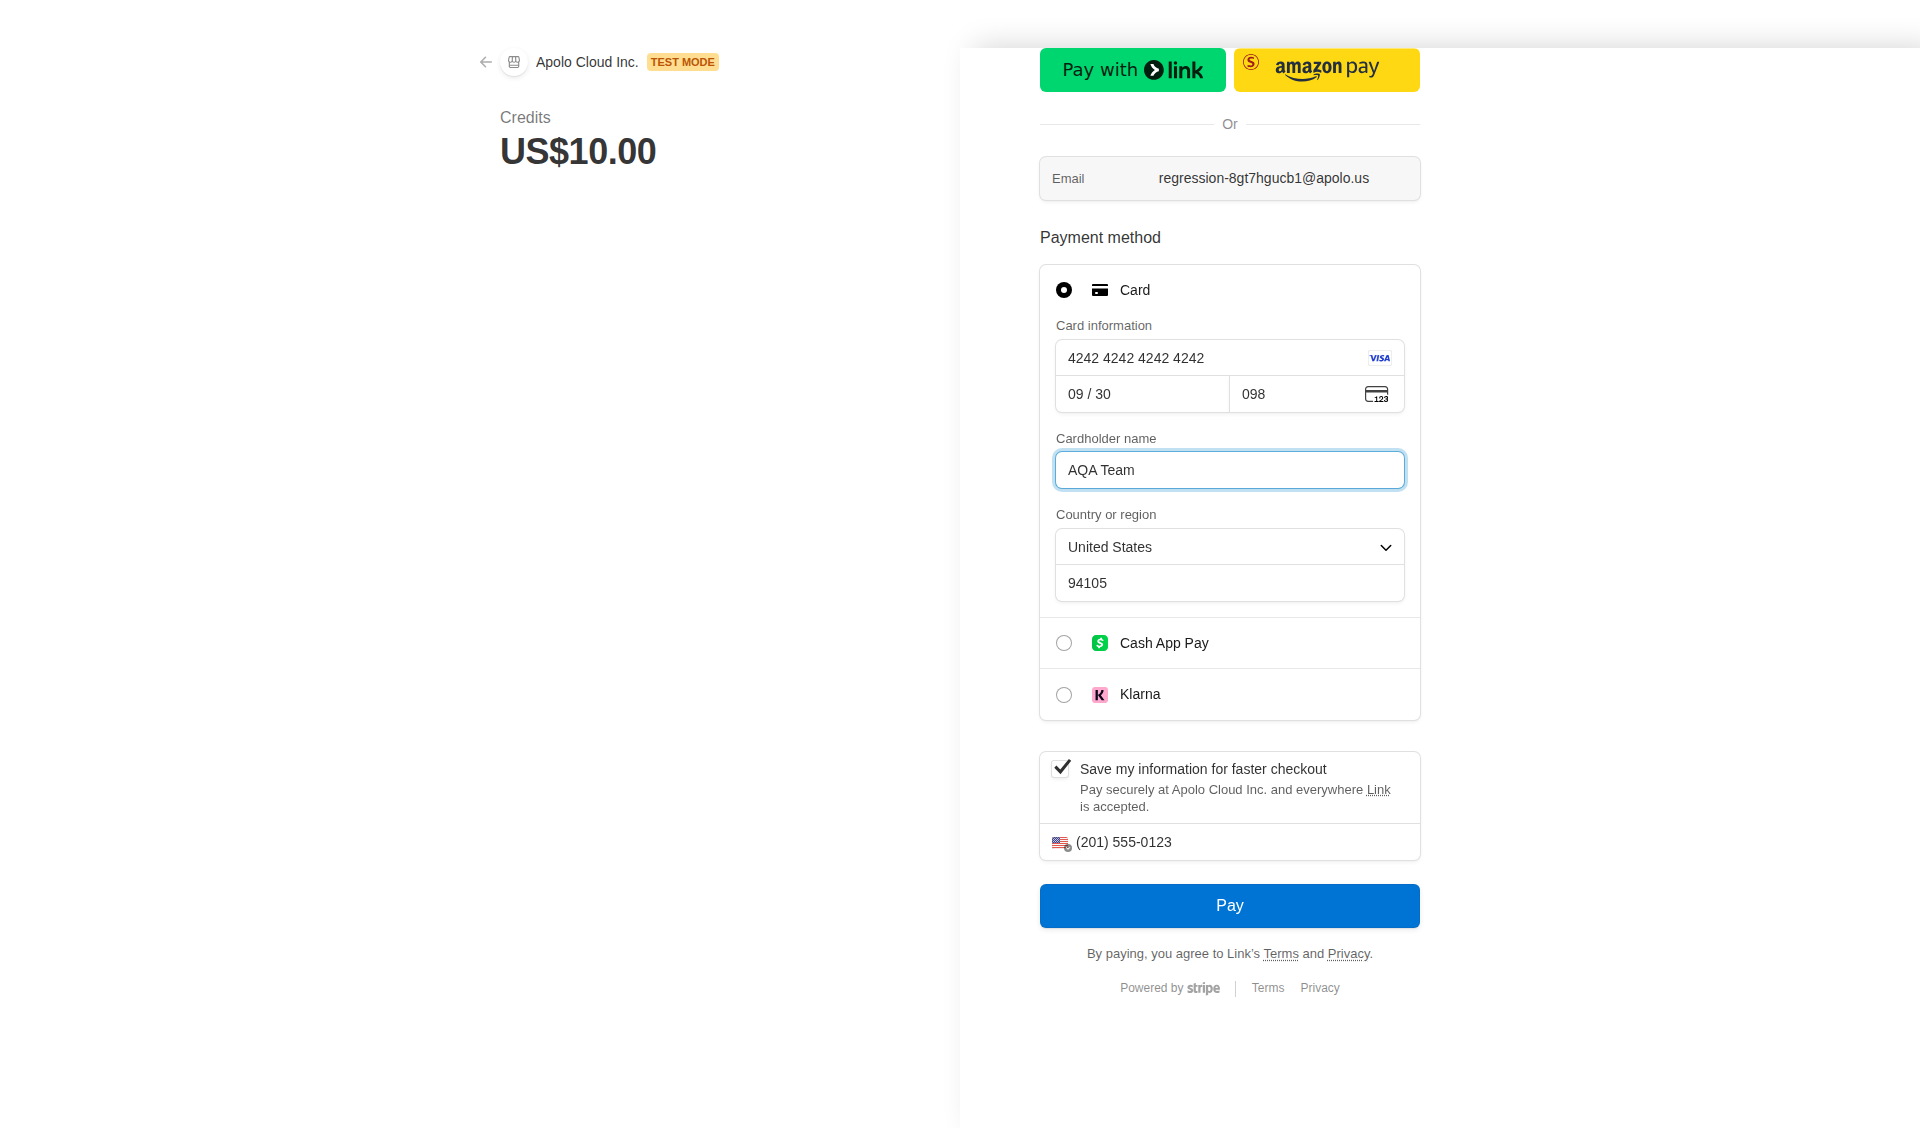 Apolo Cloud Inc. TEST MODE
Credits
US$10.00
Pay with link
S amazon pay
Or
Email regression-8gt7hgucb1@apolo.us
Payment method
Card
Card information
4242 4242 4242 4242 VISA
09 / 30 098 123
Cardholder name
AQA Team
Country or region
United States
94105
$ Cash App Pay
K Klarna
Save my information for faster checkout
Pay securely at Apolo Cloud Inc. and everywhere Link
is accepted.
(201) 555-0123
Pay
By paying, you agree to Link's Terms and Privacy.
Powered by stripe Terms Privacy